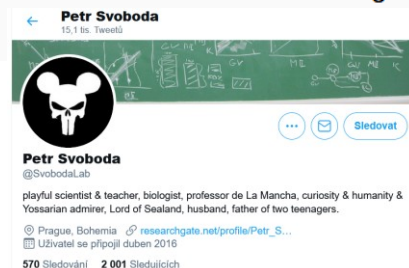 Petr Svoboda
15,1 tis. Tweetů
Petr Svoboda
@SvobodaLab
Sledovat
playful scientist & teacher, biologist, professor de La Mancha, curiosity & humanity &
Yossarian admirer, Lord of Sealand, husband, father of two teenagers.
Prague, Bohemia researchgate.net/profile/Petr_S...
Uživatel se připojil duben 2016
570 Sledování 2 001 Sledujících